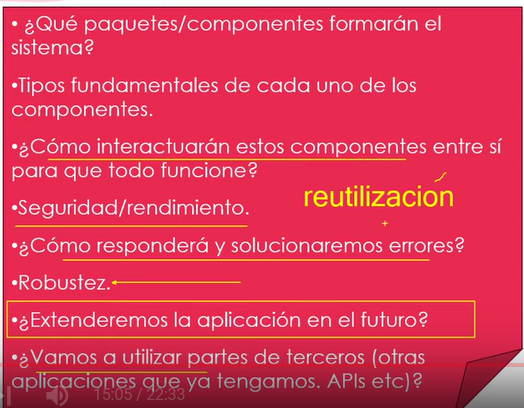 • ¿Qué paquetes/componentes formarán el
sistema?
•Tipos fundamentales de cada uno de los
componentes.
•¿Cómo interactuarán estos componentes entre sí
para que todo funcione?
reutilización
•Seguridad/rendimiento.
+
•¿Cómo responderá y solucionaremos errores?
•Robustez.
•¿Extenderemos la aplicación en el futuro?
•¿Vamos a utilizar partes de terceros (otras
aplicaciones que ya tengamos. APIs etc)?
15:05 / 22:33